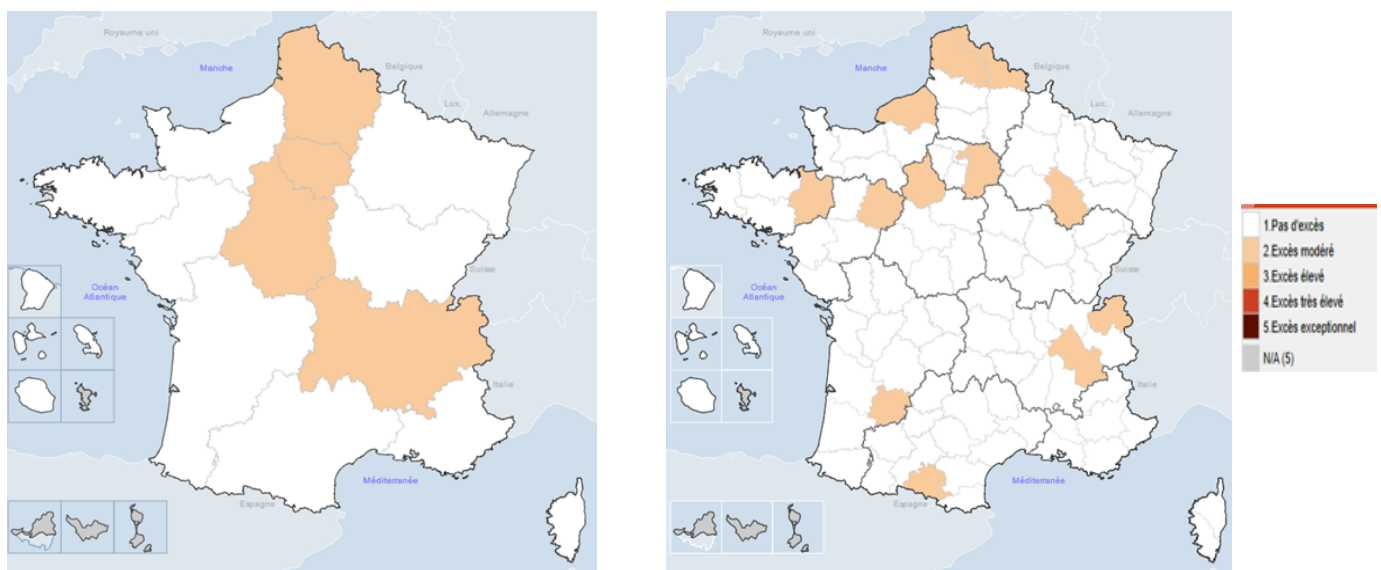 Royaume uni
Manche
Belgique
Lux.
Allemagne
Suisse
Océan
Atlantique
Italie
Méditerranée
Espagne
Royaume uni
Manche
Belgique
Lux.
Allemagne
Suisse
Océan
Atlantique
Italie
Méditerranée
Espagne
1.Pas d'excès
2.Excès modéré
3.Excès élevé
4.Excès très élevé
5.Excès exceptionnel
N/A (5)